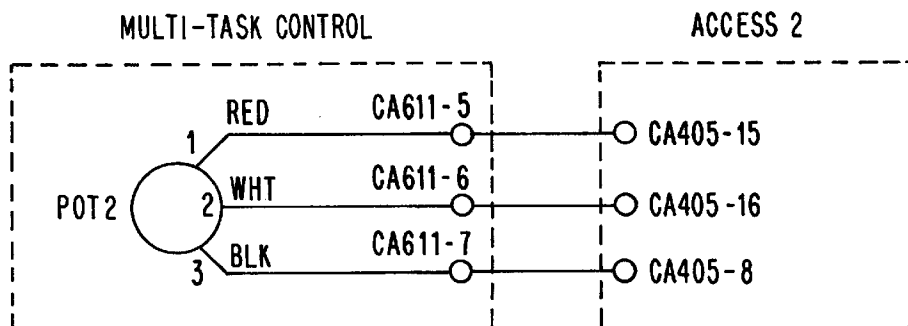 MULTI-TASK CONTROL
ACCESS 2
RED
CA611-5
1
CA405-15
POT2
2
WHT
CA611-6
CA405-16
3
BLK
CA611-7
CA405-8